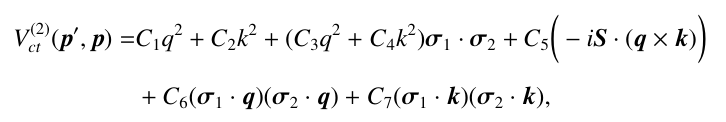 $V_{ct}^{(2)}(\boldsymbol{p}', \boldsymbol{p}) = C_1 q^2 + C_2 k^2 + (C_3 q^2 + C_4 k^2)\boldsymbol{\sigma}_1 \cdot \boldsymbol{\sigma}_2 + C_5 \Big( -i\boldsymbol{S} \cdot (\boldsymbol{q} \times \boldsymbol{k}) \Big)$
$+ C_6(\boldsymbol{\sigma}_1 \cdot \boldsymbol{q})(\boldsymbol{\sigma}_2 \cdot \boldsymbol{q}) + C_7(\boldsymbol{\sigma}_1 \cdot \boldsymbol{k})(\boldsymbol{\sigma}_2 \cdot \boldsymbol{k}),$